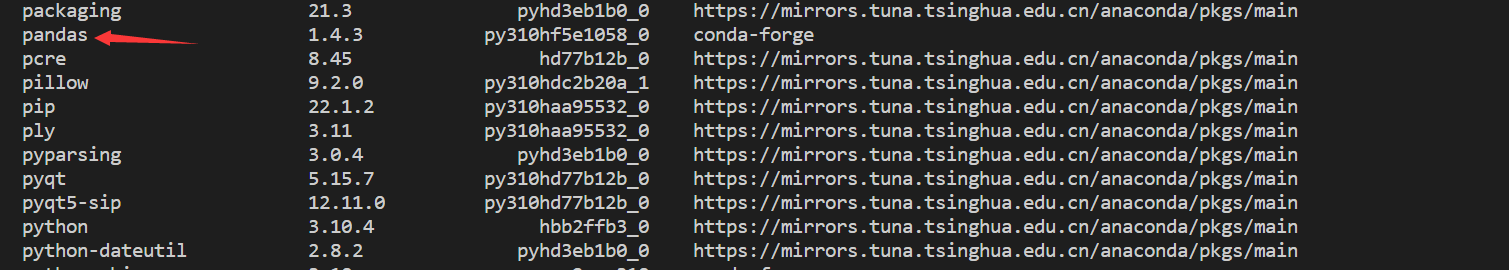 packaging 21.3 pyhd3eb1b0_0 https://mirrors.tuna.tsinghua.edu.cn/anaconda/pkgs/main
pandas 1.4.3 py310hf5e1058_0 conda-forge
pcre 8.45 hd77b12b_0 https://mirrors.tuna.tsinghua.edu.cn/anaconda/pkgs/main
pillow 9.2.0 py310hdc2b20a_1 https://mirrors.tuna.tsinghua.edu.cn/anaconda/pkgs/main
pip 22.1.2 py310haa95532_0 https://mirrors.tuna.tsinghua.edu.cn/anaconda/pkgs/main
ply 3.11 py310haa95532_0 https://mirrors.tuna.tsinghua.edu.cn/anaconda/pkgs/main
pyparsing 3.0.4 pyhd3eb1b0_0 https://mirrors.tuna.tsinghua.edu.cn/anaconda/pkgs/main
pyqt 5.15.7 py310hd77b12b_0 https://mirrors.tuna.tsinghua.edu.cn/anaconda/pkgs/main
pyqt5-sip 12.11.0 py310hd77b12b_0 https://mirrors.tuna.tsinghua.edu.cn/anaconda/pkgs/main
python 3.10.4 hbb2ffb3_0 https://mirrors.tuna.tsinghua.edu.cn/anaconda/pkgs/main
python-dateutil 2.8.2 pyhd3eb1b0_0 https://mirrors.tuna.tsinghua.edu.cn/anaconda/pkgs/main